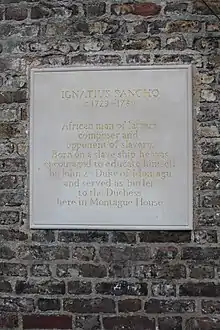 IGNATIUS SANCHO
c 1729-1780
African man of letters
composer and
opponent of slavery.
Born on a slave ship he was
encouraged to educate himself
by John 2nd Duke of Montagu
and served as butler
to the Duchess
here in Montague House